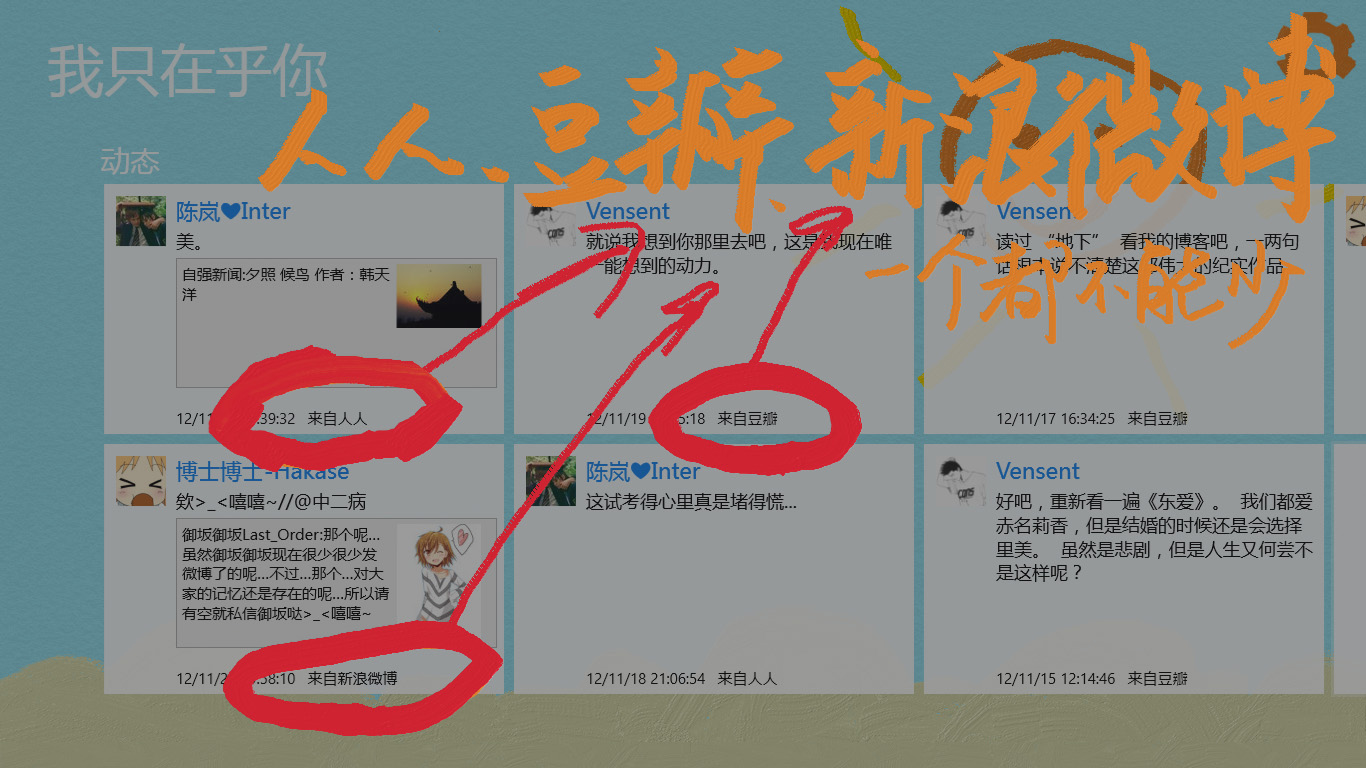 我只在乎你
人人、豆瓣、新浪微博
一个都不能少
动态
陈岚♥Inter
美。
自强新闻:夕照 候鸟 作者：韩天
洋
12/11 :39:32 来自人人
Vensent
就说我想到你那里去吧，这是我现在唯
一能想到的动力。
12/11/19 5:18 来自豆瓣
Vensent
读过 “地下” 看我的博客吧，一两句
话根本说不清楚这部伟大的纪实作品
12/11/17 16:34:25 来自豆瓣
博士博士-Hakase
欸>_<嘻嘻~//@中二病
御坂御坂Last_Order:那个呢...
虽然御坂御坂现在很少很少发
微博了的呢...不过...那个...对大
家的记忆还是存在的呢...所以请
有空就私信御坂哒>_<嘻嘻~
12/11/2 :58:10 来自新浪微博
陈岚♥Inter
这试考得心里真是堵得慌...
12/11/18 21:06:54 来自人人
Vensent
好吧，重新看一遍《东爱》。 我们都爱
赤名莉香，但是结婚的时候还是会选择
里美。 虽然是悲剧，但是人生又何尝不
是这样呢？
12/11/15 12:14:46 来自豆瓣